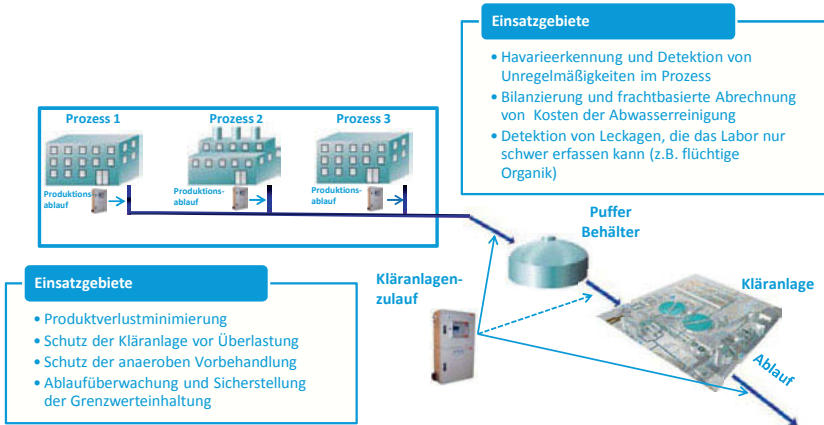 Einsatzgebiete
• Havarieerkennung und Detektion von
Unregelmäßigkeiten im Prozess
• Bilanzierung und frachtbasierte Abrechnung
von Kosten der Abwasserreinigung
• Detektion von Leckagen, die das Labor nur
schwer erfassen kann (z.B. flüchtige
Organik)
Prozess 1
Prozess 2
Prozess 3
Produktions-
ablauf
Produktions-
ablauf
Produktions-
ablauf
Puffer
Behälter
Kläranlagen-
zulauf
Kläranlage
Ablauf
Einsatzgebiete
• Produktverlustminimierung
• Schutz der Kläranlage vor Überlastung
• Schutz der anaeroben Vorbehandlung
• Ablaufüberwachung und Sicherstellung
der Grenzwerteinhaltung